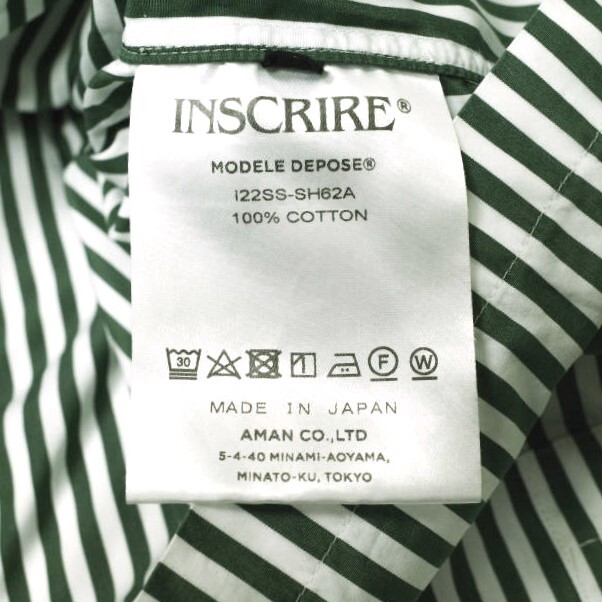 INSCRIRE®
MODELE DEPOSE®
I22SS-SH62A
100% COTTON
30 F W
MADE IN JAPAN
AMAN CO.,LTD
5-4-40 MINAMI-AOYAMA,
MINATO-KU, TOKYO